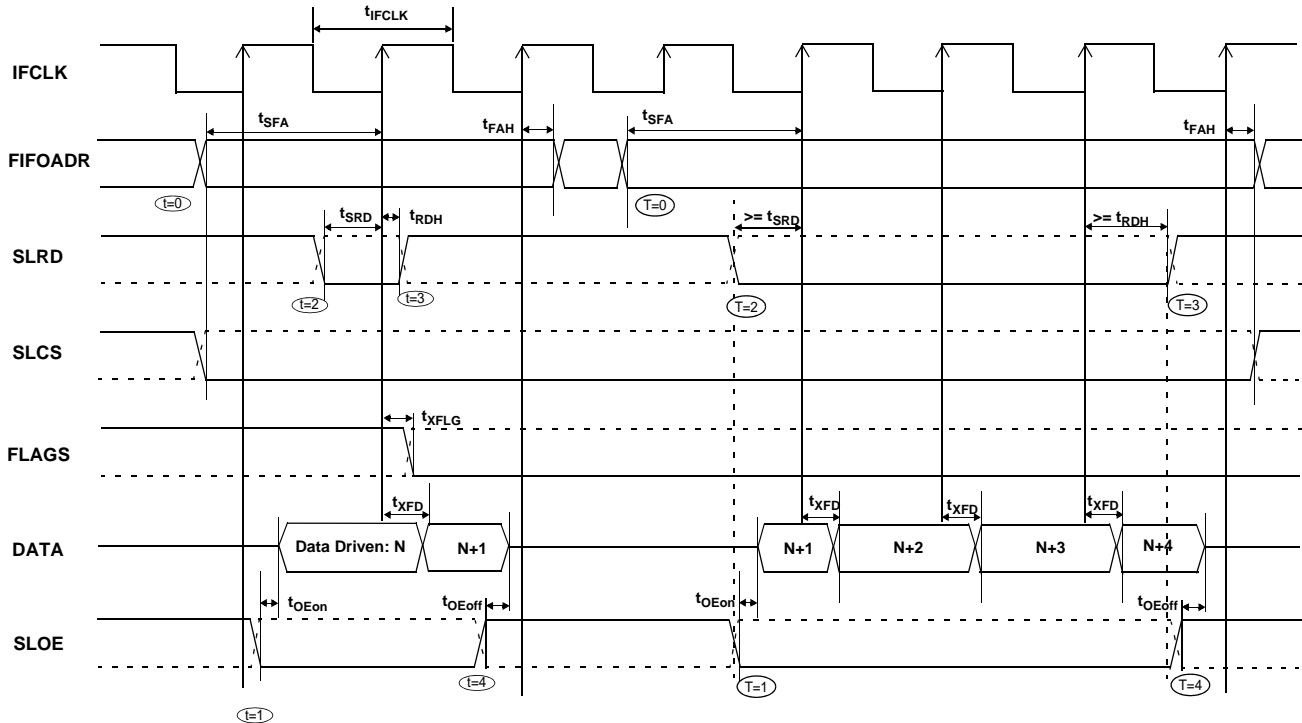 tIFCLK
IFCLK
tSFA
tFAH
tSFA
tFAH
FIFOADR
t=0
T=0
tSRD
tRDH
>= tSRD
>= tRDH
SLRD
t=2
t=3
T=2
T=3
SLCS
tXFLG
FLAGS
tXFD
tXFD
tXFD
tXFD
DATA
Data Driven: N
N+1
N+1
N+2
N+3
N+4
tOEon
tOEoff
tOEon
tOEoff
SLOE
t=4
T=1
T=4
t=1